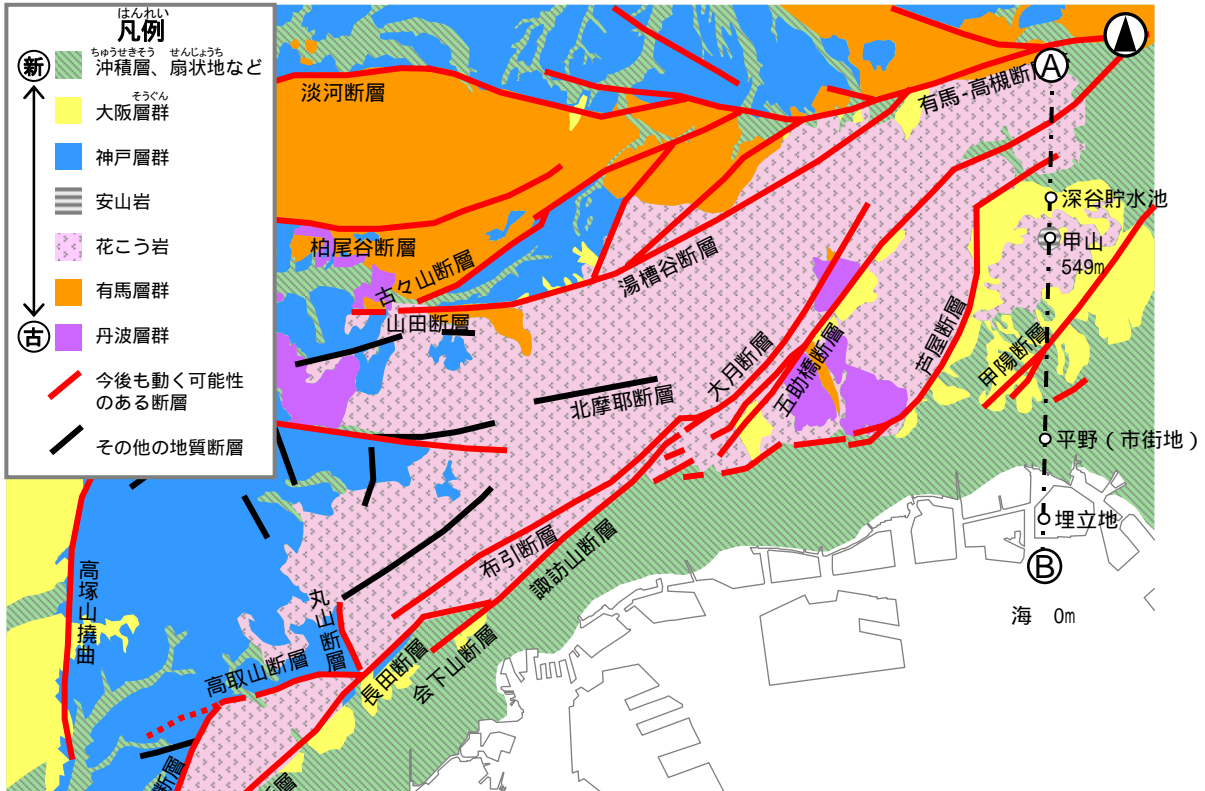 はんれい
凡例
新
ちゅうせきそう せんじょうち
沖積層、扇状地など
そうぐん
大阪層群
神戸層群
安山岩
花こう岩
有馬層群
古
丹波層群
今後も動く可能性
のある断層
その他の地質断層
淡河断層
有馬-高槻断層
A
深谷貯水池
甲山
549m
柏尾谷断層
古々山断層
湯槽谷断層
山田断層
大月断層
五助橋断層
芦屋断層
甲陽断層
北摩耶断層
平野(市街地)
埋立地
B
海 0m
布引断層
諏訪山断層
高塚山撓曲
丸山断層
高取山断層
長田断層
会下山断層
断層
断層